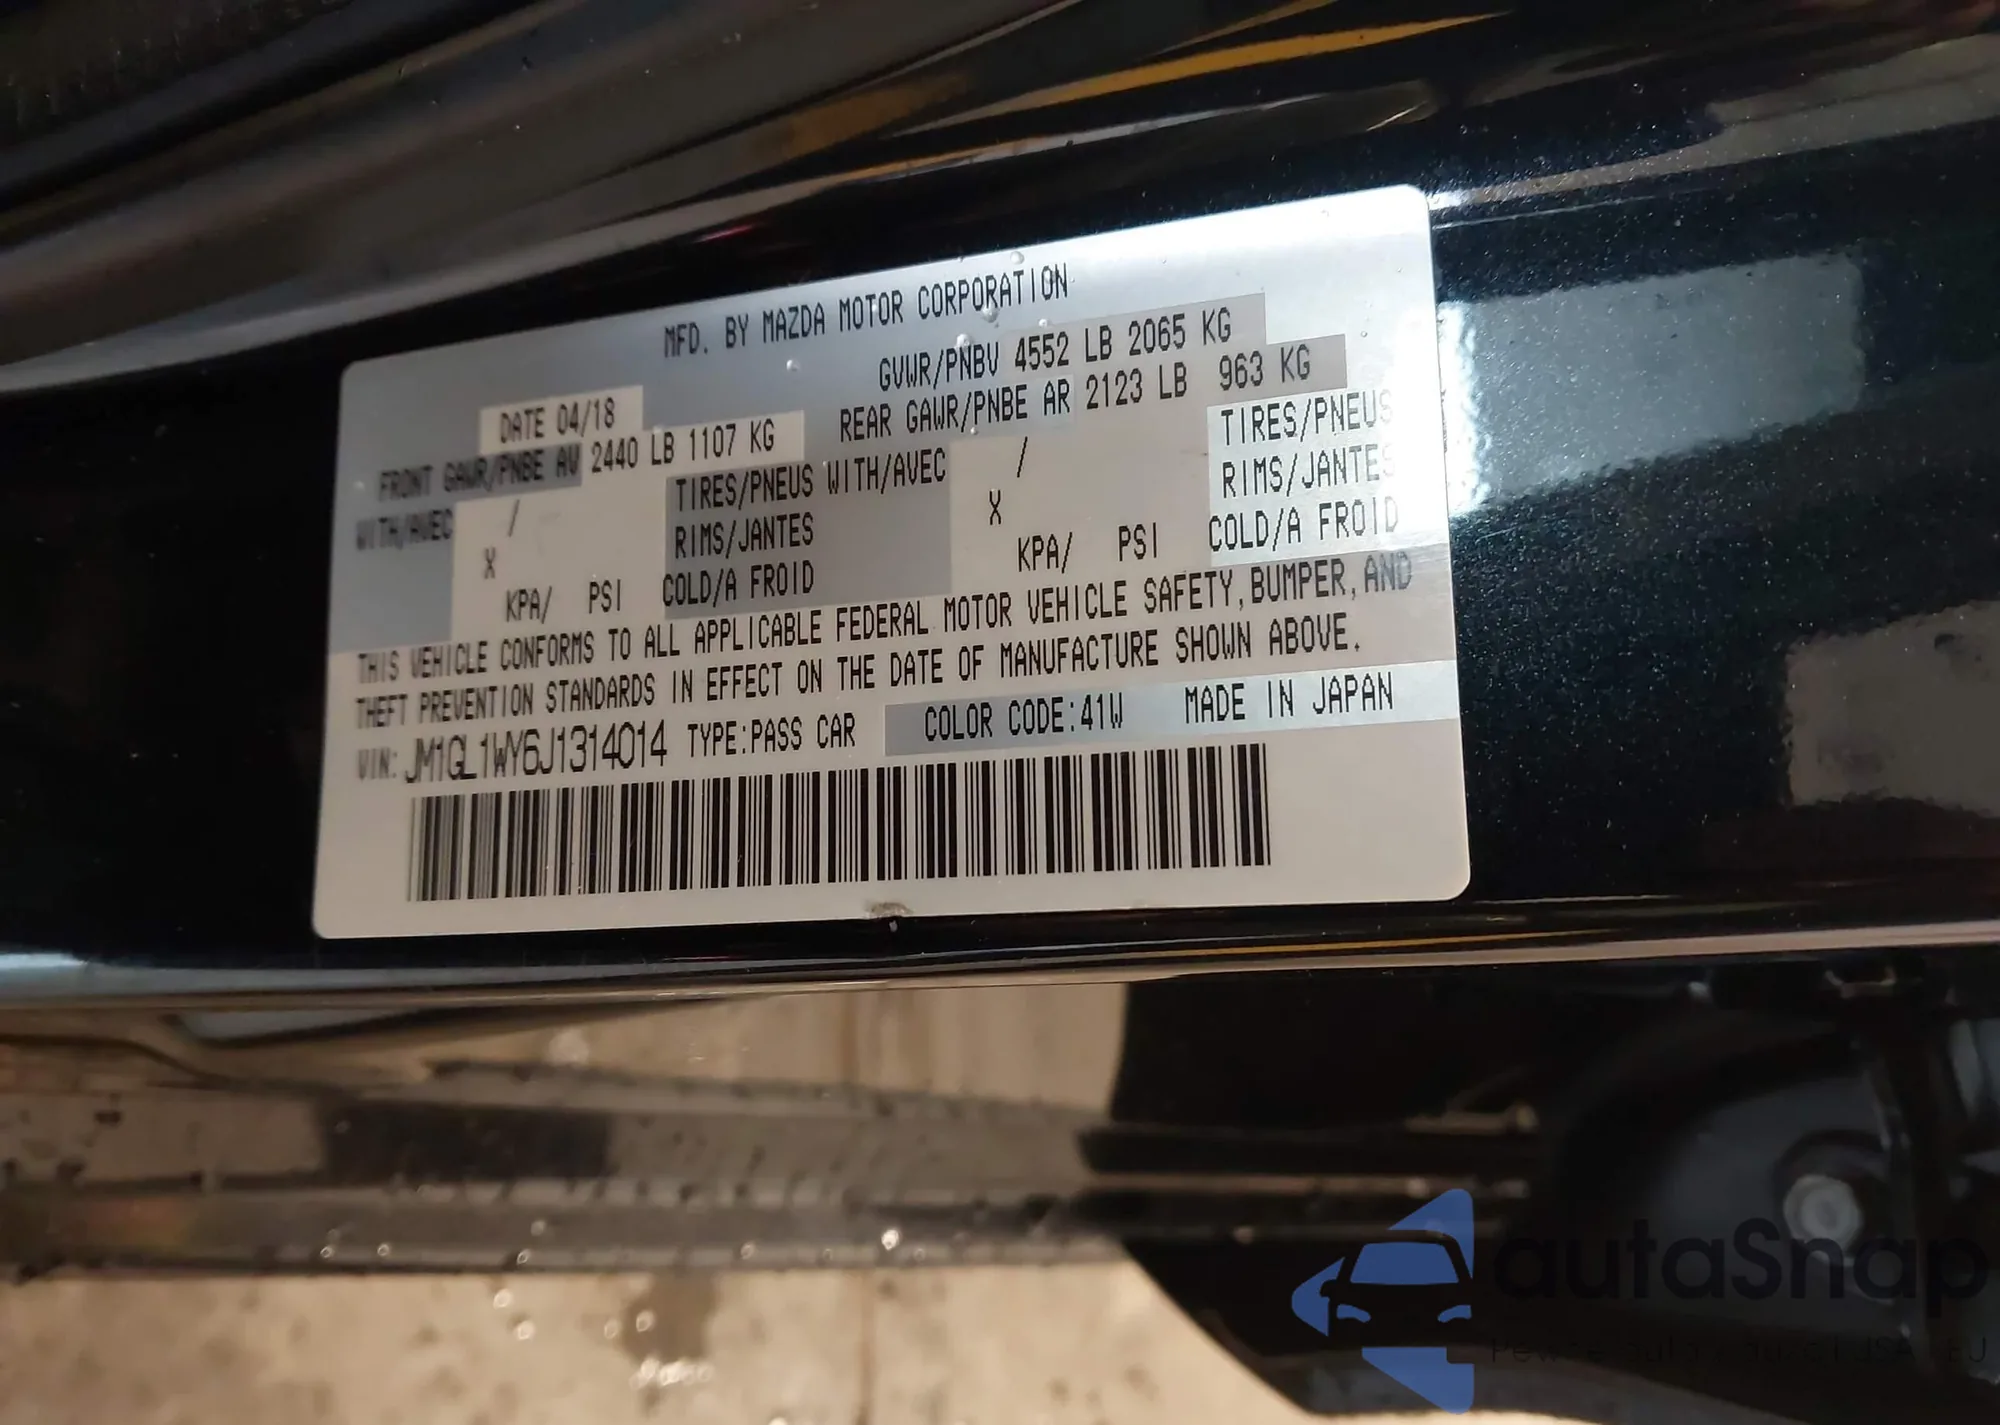 MFD. BY MAZDA MOTOR CORPORATION
DATE 04/18
GVWR/PNBV 4552 LB 2065 KG
FRONT GAWR/PNBE AV 2440 LB 1107 KG
REAR GAWR/PNBE AR 2123 LB 963 KG
WITH/AVEC / TIRES/PNEUS WITH/AVEC / TIRES/PNEUS
X RIMS/JANTES X RIMS/JANTES
KPA/ PSI COLD/A FROID KPA/ PSI COLD/A FROID
THIS VEHICLE CONFORMS TO ALL APPLICABLE FEDERAL MOTOR VEHICLE SAFETY, BUMPER, AND
THEFT PREVENTION STANDARDS IN EFFECT ON THE DATE OF MANUFACTURE SHOWN ABOVE.
VIN: JM1GL1WY6J1314014 TYPE:PASS CAR COLOR CODE:41W MADE IN JAPAN
autaSnap